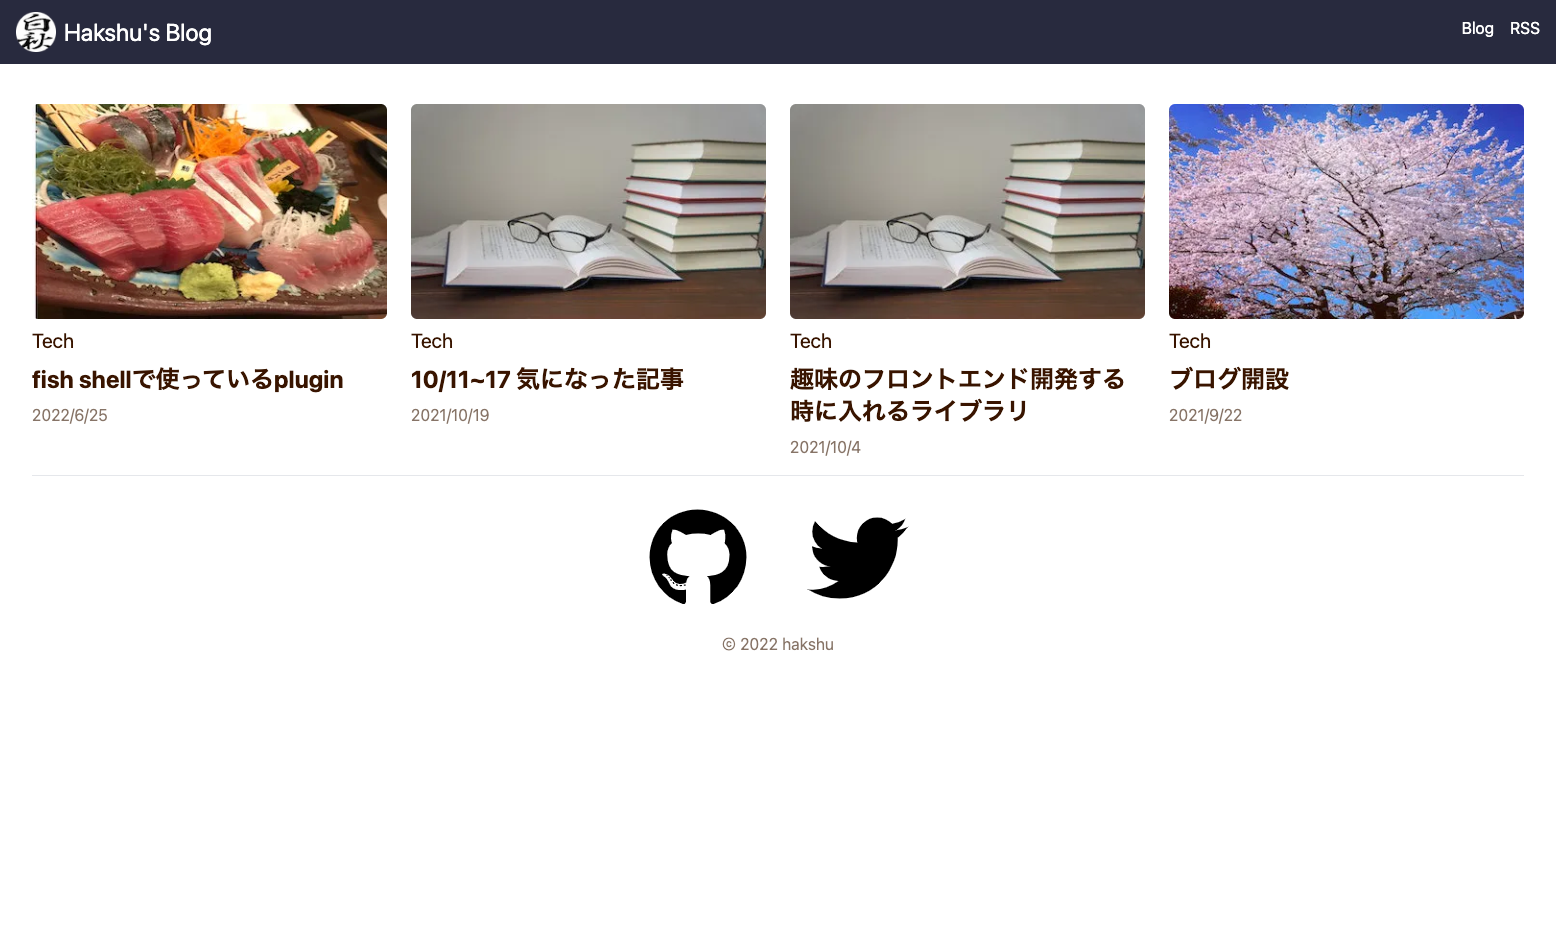 Hakshu's Blog
Blog RSS
Tech
fish shellで使っているplugin
2022/6/25
Tech
10/11~17 気になった記事
2021/10/19
Tech
趣味のフロントエンド開発する
時に入れるライブラリ
2021/10/4
Tech
ブログ開設
2021/9/22
© 2022 hakshu